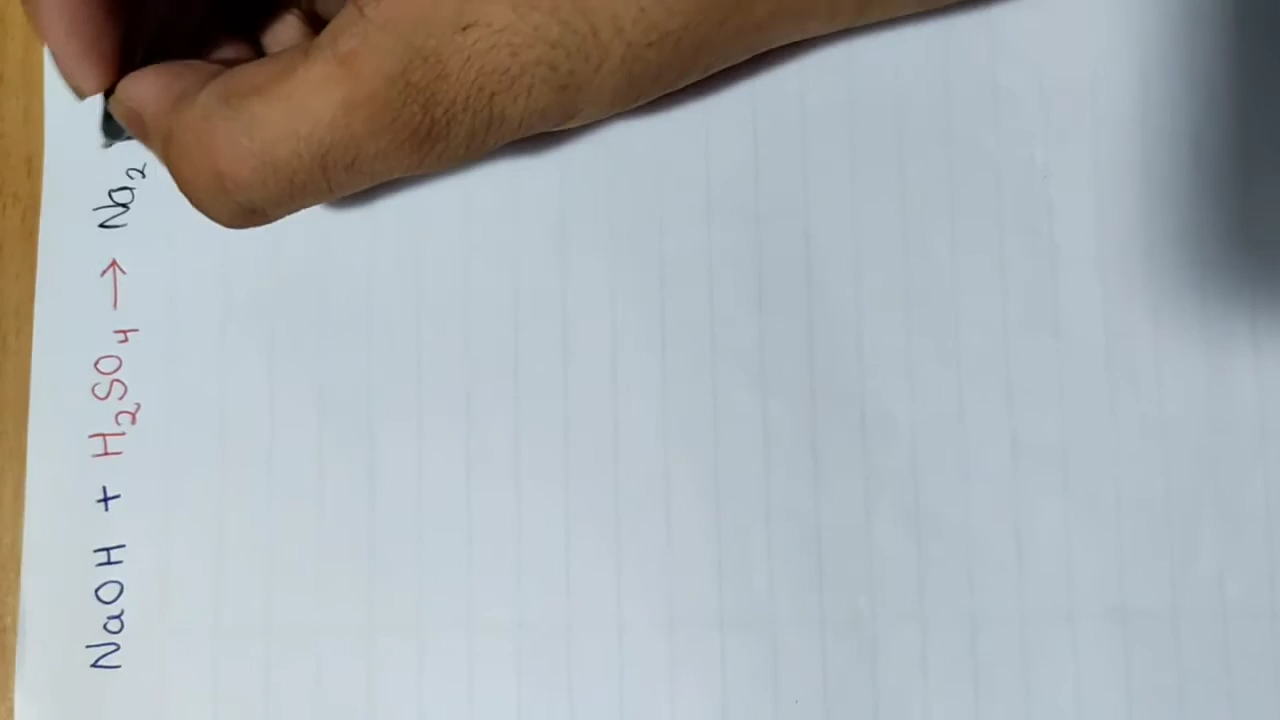 NaOH + H₂SO₄ → Na₂